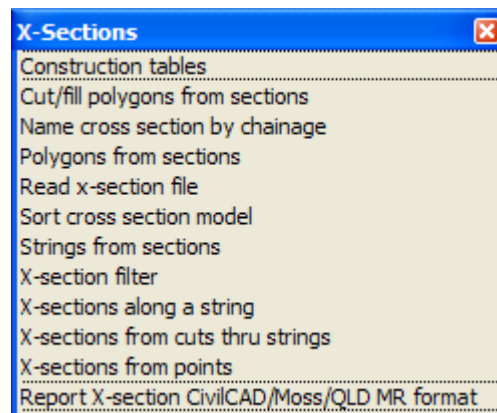 X-Sections
Construction tables
Cut/fill polygons from sections
Name cross section by chainage
Polygons from sections
Read x-section file
Sort cross section model
Strings from sections
X-section filter
X-sections along a string
X-sections from cuts thru strings
X-sections from points
Report X-section CivilCAD/Moss/QLD MR format